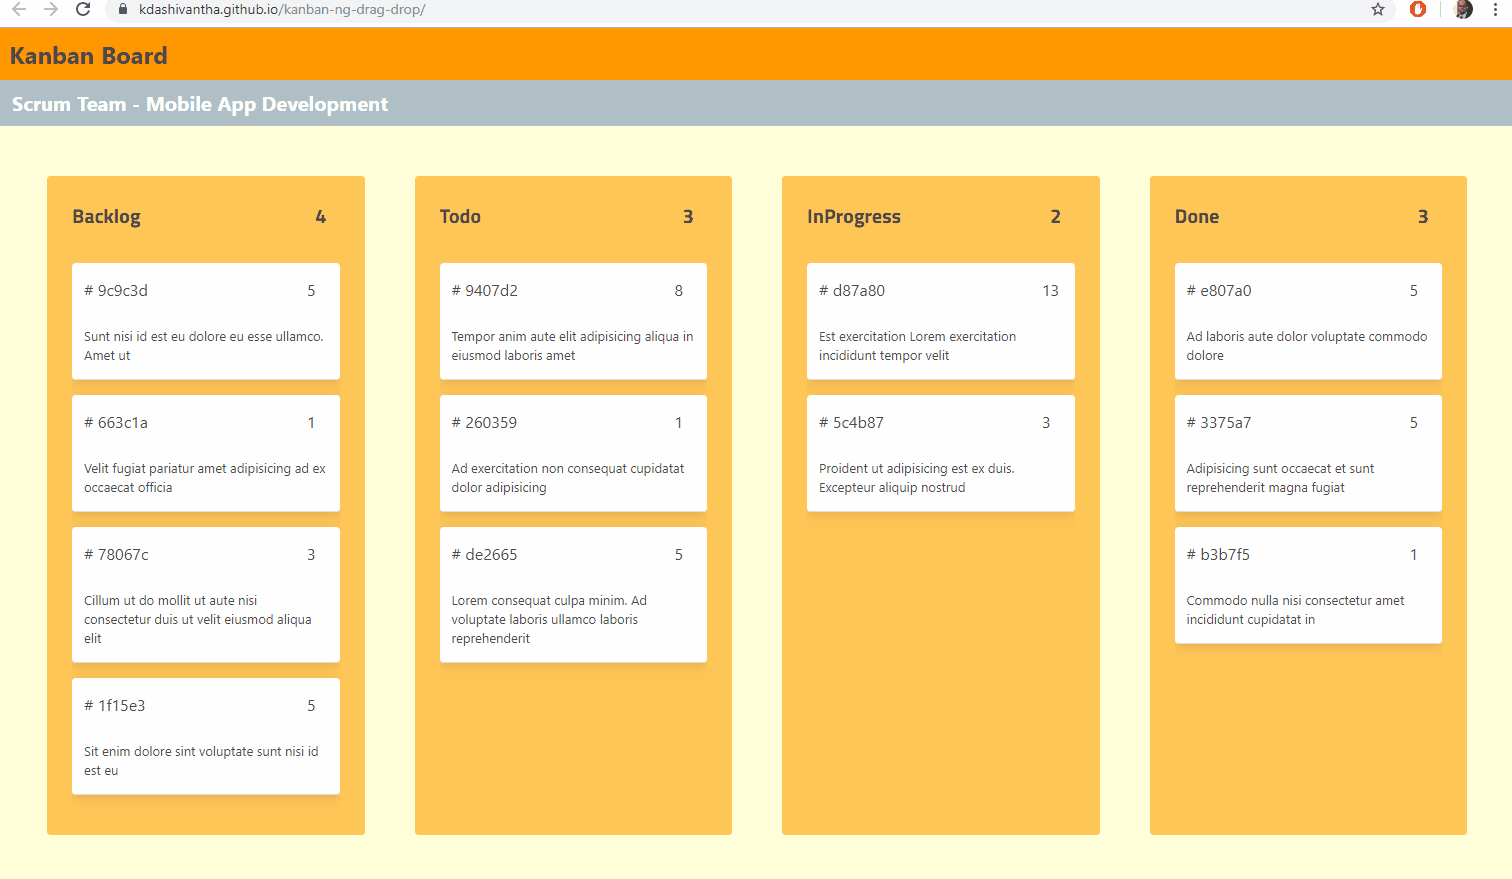 kdashivantha.github.io/kanban-ng-drag-drop/
Kanban Board
Scrum Team - Mobile App Development
Backlog 4
# 9c9c3d 5
Sunt nisi id est eu dolore eu esse ullamco.
Amet ut
# 663c1a 1
Velit fugiat pariatur amet adipisicing ad ex
occaecat officia
# 78067c 3
Cillum ut do mollit ut aute nisi
consectetur duis ut velit eiusmod aliqua
elit
# 1f15e3 5
Sit enim dolore sint voluptate sunt nisi id
est eu
Todo 3
# 9407d2 8
Tempor anim aute elit adipisicing aliqua in
eiusmod laboris amet
# 260359 1
Ad exercitation non consequat cupidatat
dolor adipisicing
# de2665 5
Lorem consequat culpa minim. Ad
voluptate laboris ullamco laboris
reprehenderit
InProgress 2
# d87a80 13
Est exercitation Lorem exercitation
incididunt tempor velit
# 5c4b87 3
Proident ut adipisicing est ex duis.
Excepteur aliquip nostrud
Done 3
# e807a0 5
Ad laboris aute dolor voluptate commodo
dolore
# 3375a7 5
Adipisicing sunt occaecat et sunt
reprehenderit magna fugiat
# b3b7f5 1
Commodo nulla nisi consectetur amet
incididunt cupidatat in